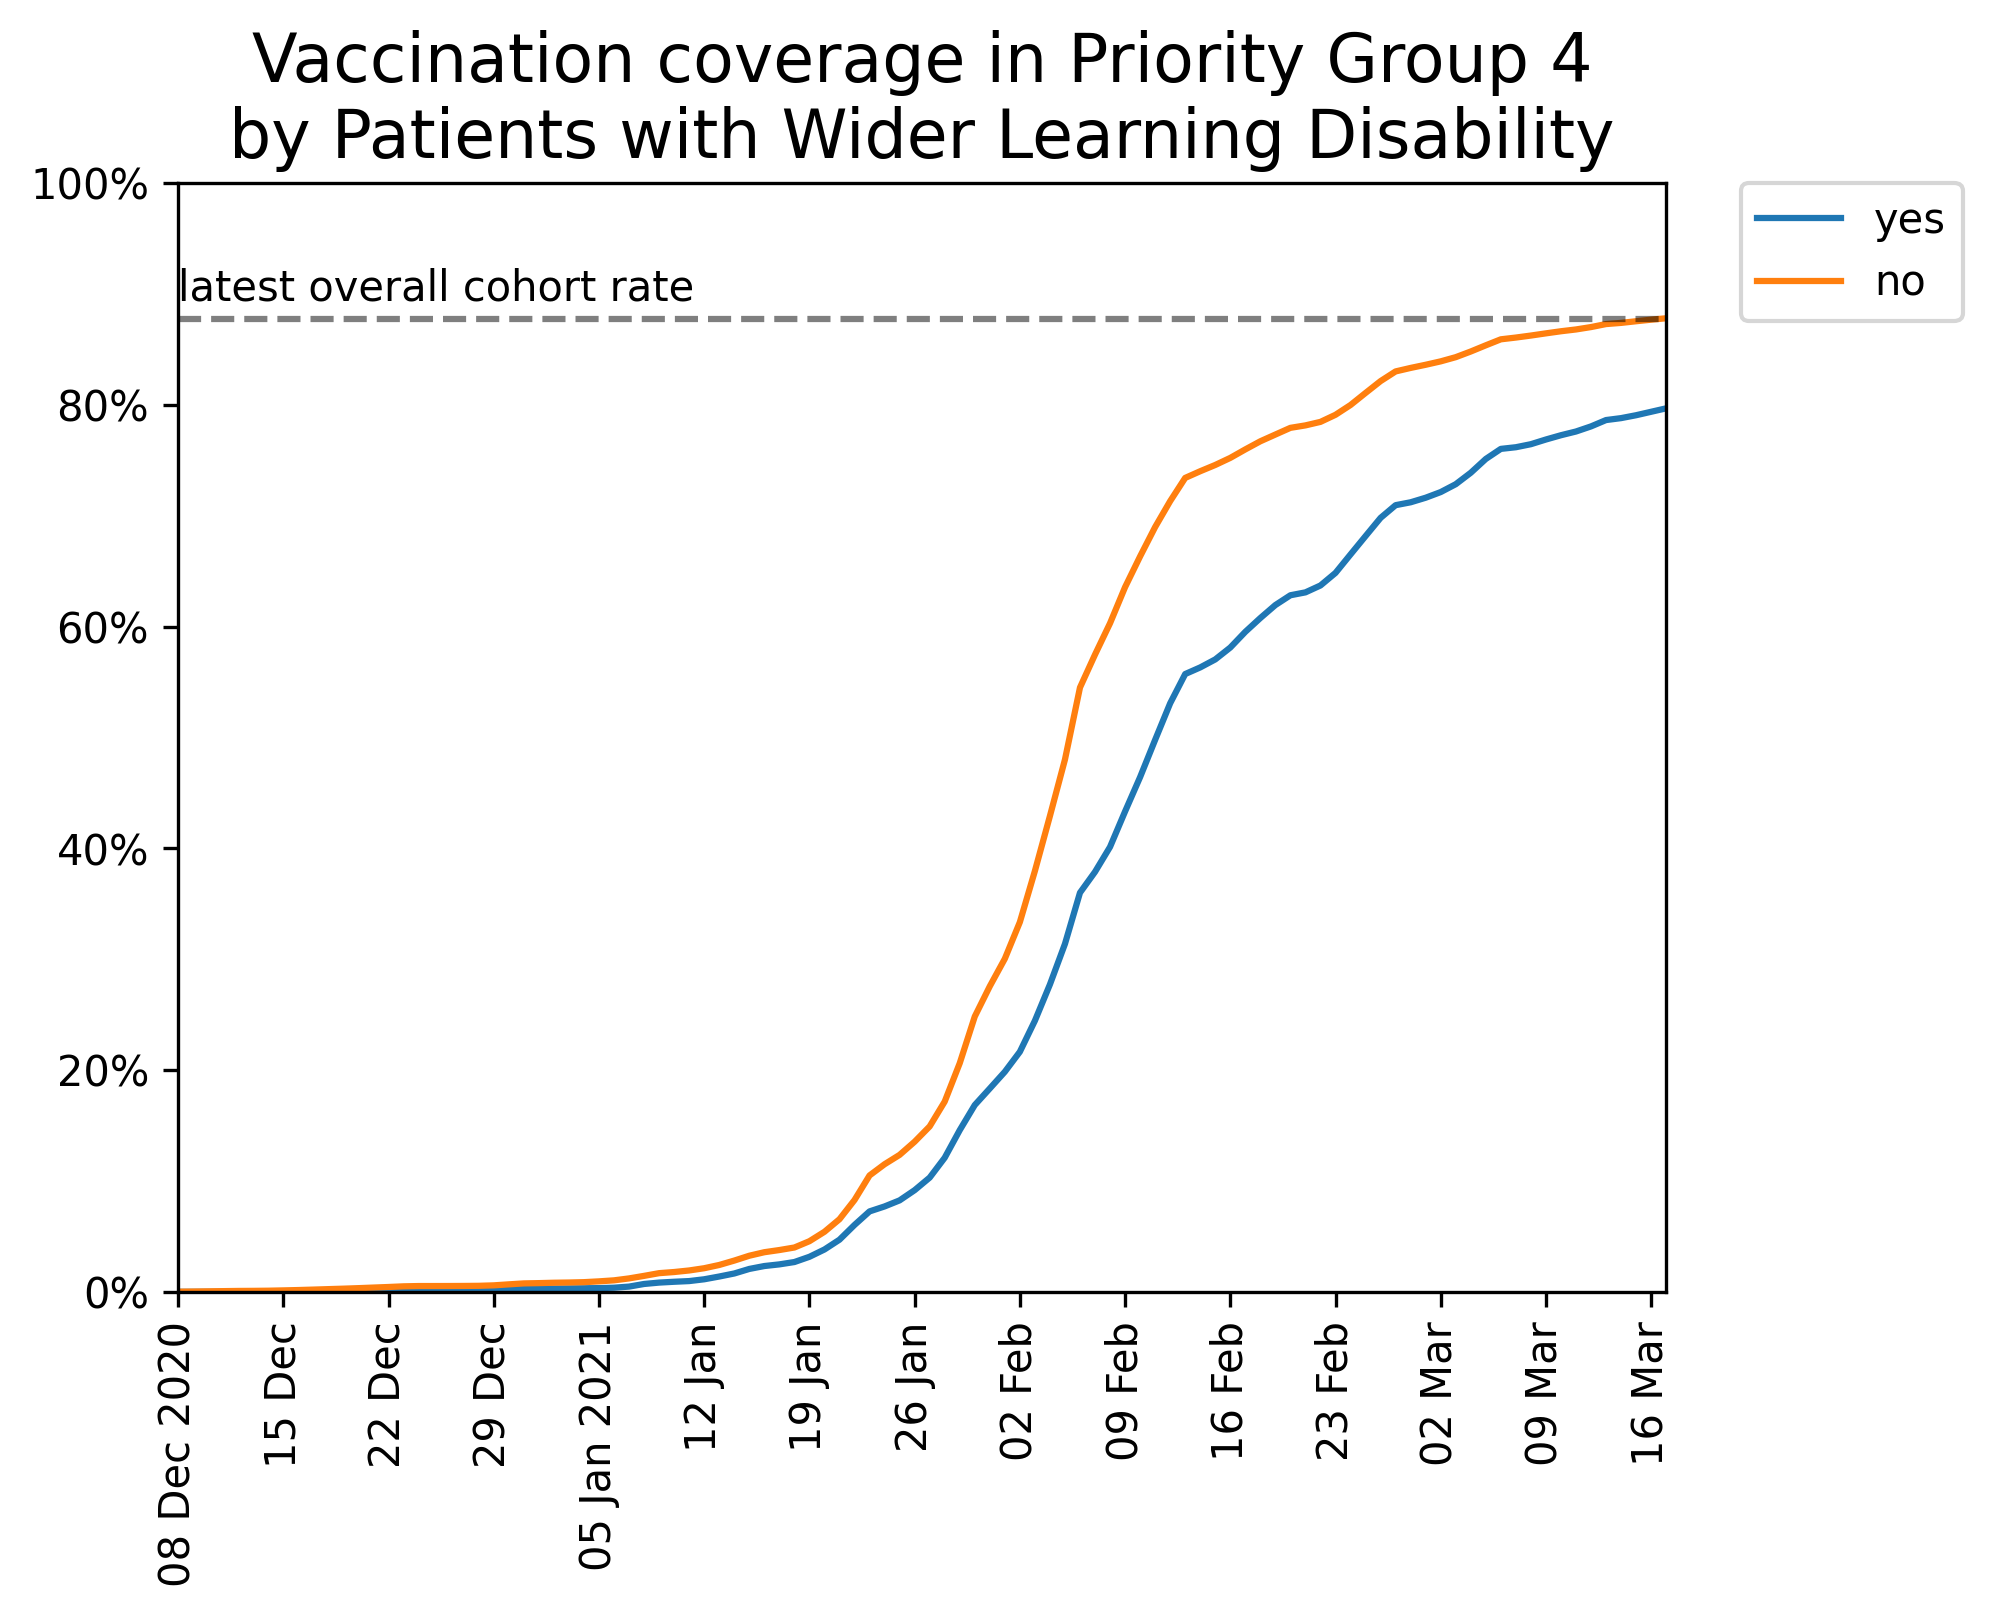 Vaccination coverage in Priority Group 4
by Patients with Wider Learning Disability
100%
80%
60%
40%
20%
0%
latest overall cohort rate
yes
no
08 Dec 2020
15 Dec
22 Dec
29 Dec
05 Jan 2021
12 Jan
19 Jan
26 Jan
02 Feb
09 Feb
16 Feb
23 Feb
02 Mar
09 Mar
16 Mar